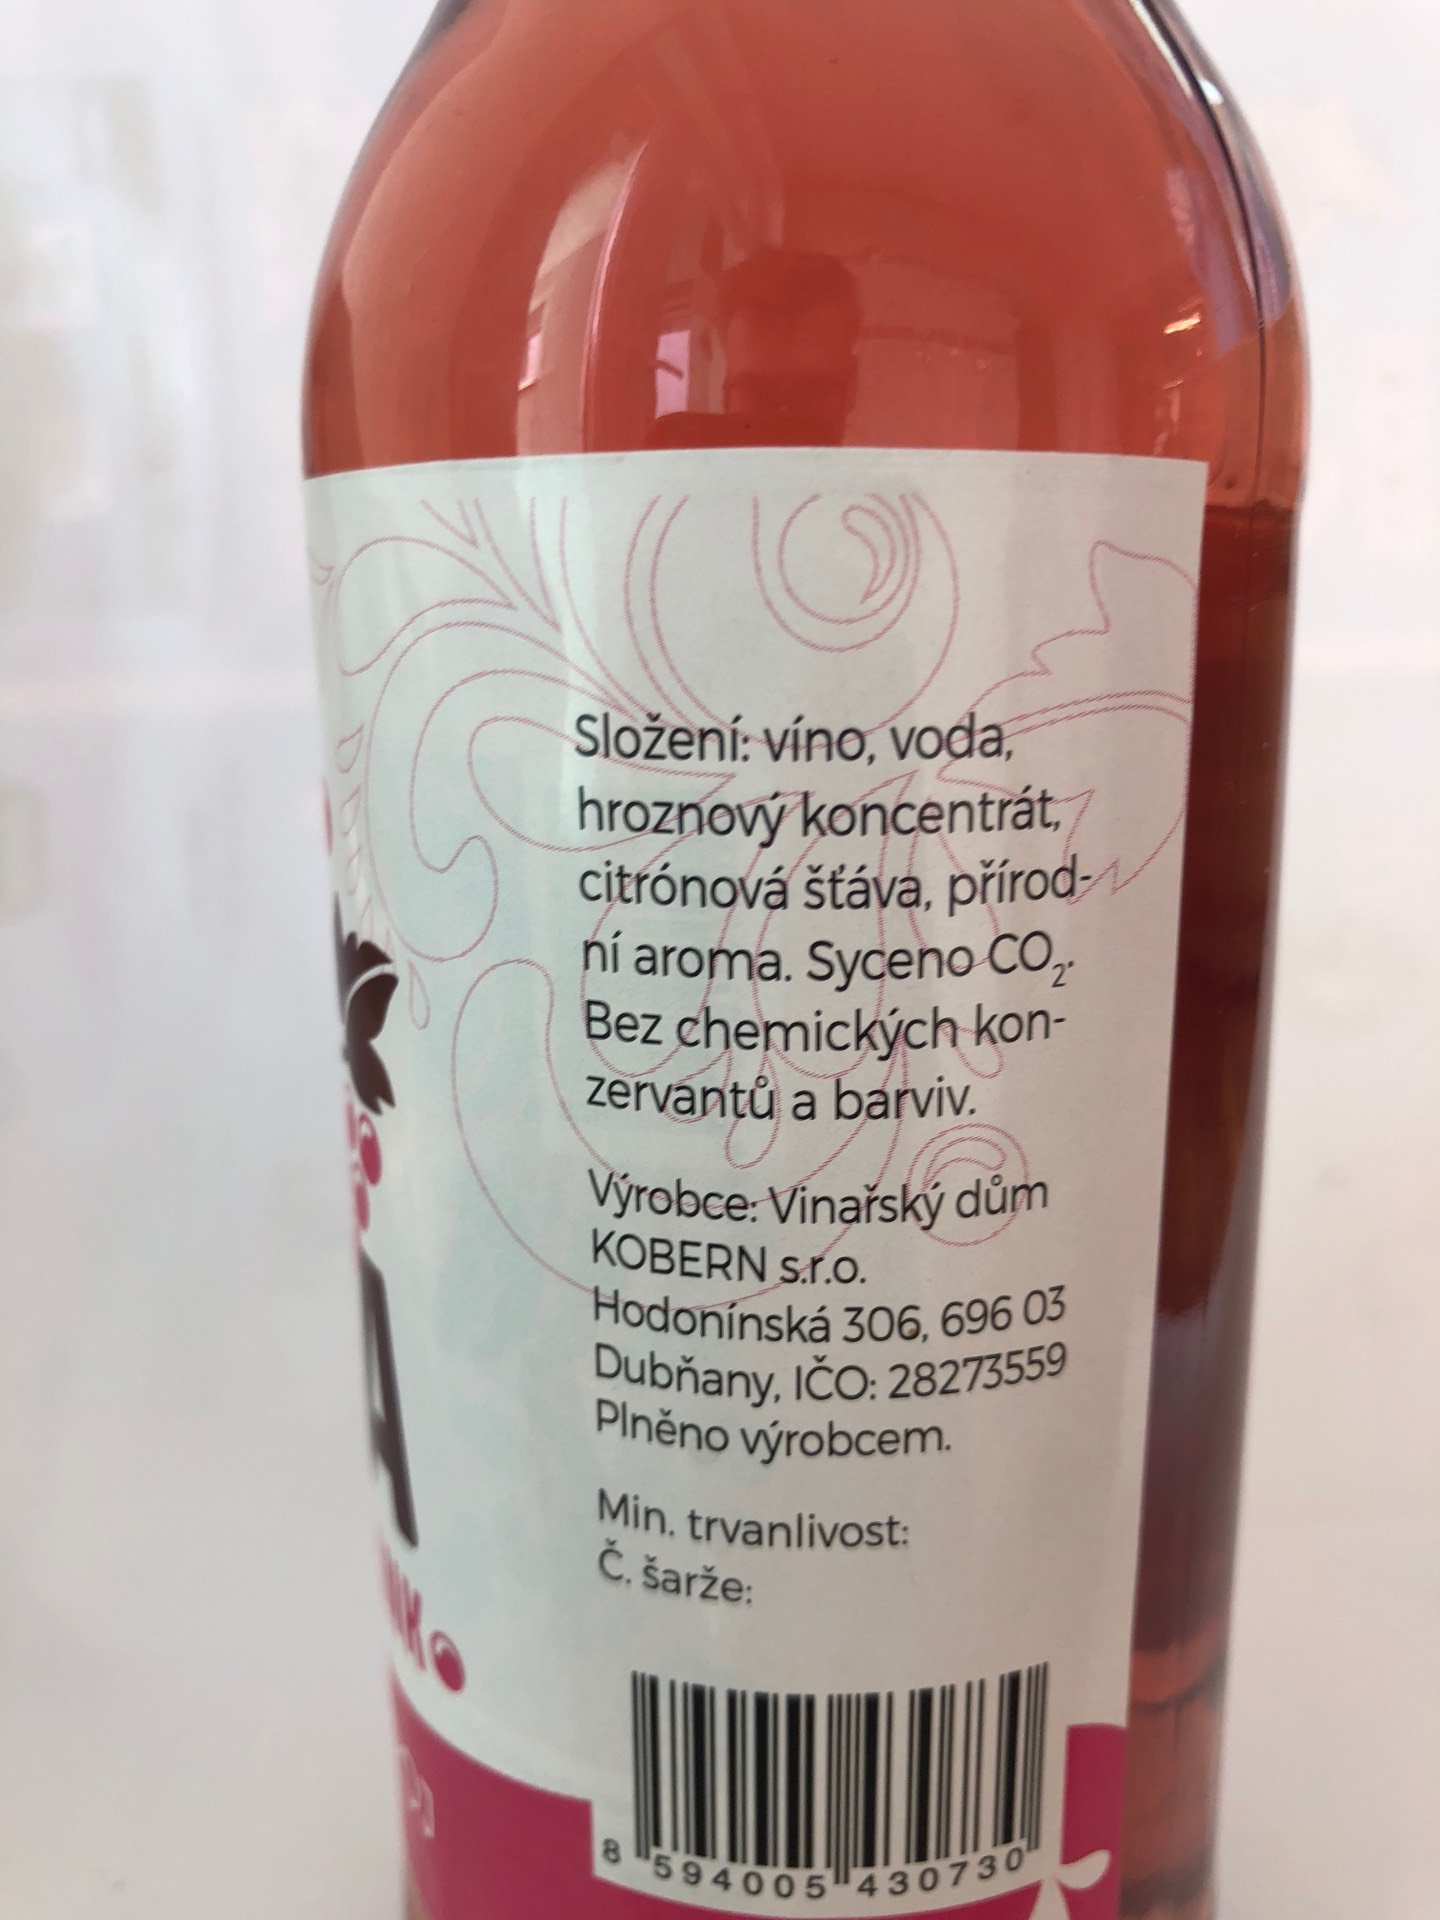 Složení: víno, voda,
hroznový koncentrát,
citrónová šťáva, přírod-
ní aroma. Syceno CO₂.
Bez chemických kon-
zervantů a barviv.
Výrobce: Vinařský dům
KOBERN s.r.o.
Hodonínská 306, 696 03
Dubňany, IČO: 28273559
Plněno výrobcem.
Min. trvanlivost:
Č. šarže:
8 594005 430730